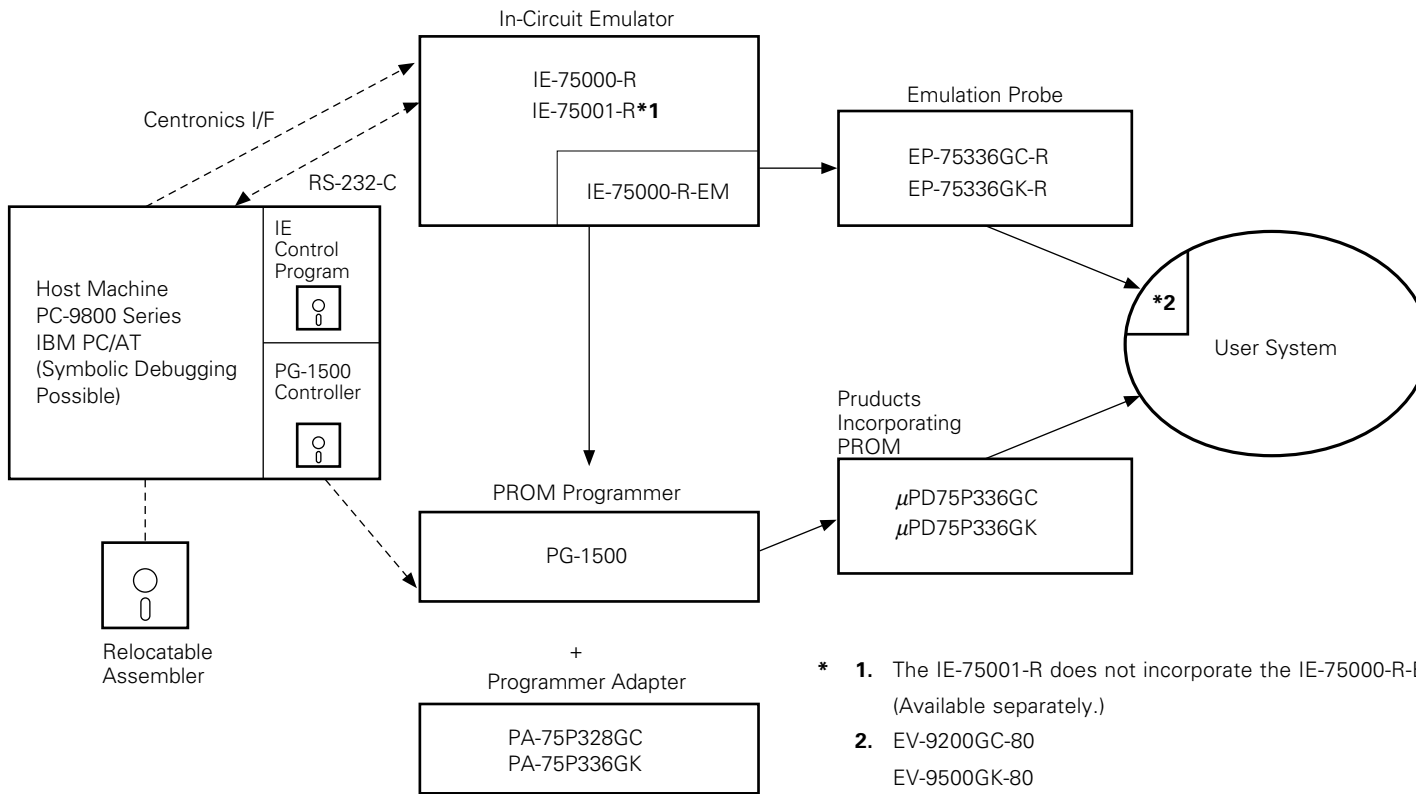 In-Circuit Emulator
IE-75000-R
IE-75001-R*1
IE-75000-R-EM
Centronics I/F
RS-232-C
Emulation Probe
EP-75336GC-R
EP-75336GK-R
Host Machine
PC-9800 Series
IBM PC/AT
(Symbolic Debugging
Possible)
IE
Control
Program
PG-1500
Controller
*2
User System
Pruducts
Incorporating
PROM
μPD75P336GC
μPD75P336GK
PROM Programmer
PG-1500
Relocatable
Assembler
+
Programmer Adapter
PA-75P328GC
PA-75P336GK
* 1. The IE-75001-R does not incorporate the
(Available separately.)
2. EV-9200GC-80
EV-9500GK-80